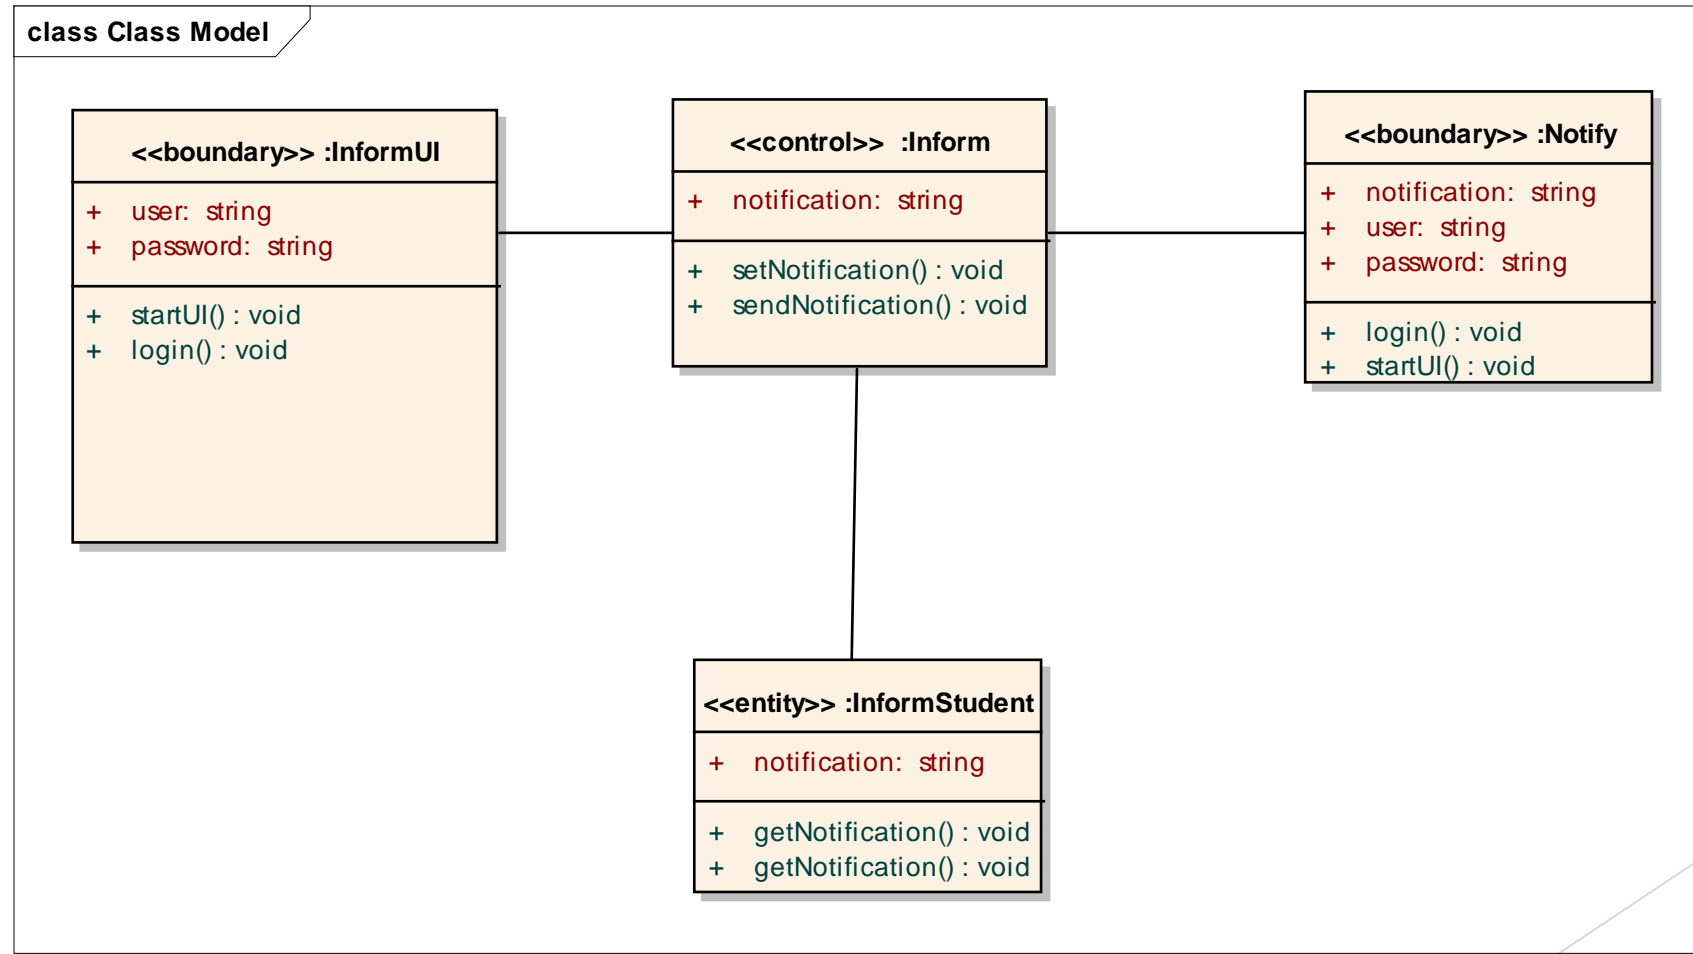 class Class Model
<<boundary>> :InformUI
+ user: string
+ password: string
+ startUI() : void
+ login() : void
<<control>> :Inform
+ notification: string
+ setNotification() : void
+ sendNotification() : void
<<boundary>> :Notify
+ notification: string
+ user: string
+ password: string
+ login() : void
+ startUI() : void
<<entity>> :InformStudent
+ notification: string
+ getNotification() : void
+ getNotification() : void